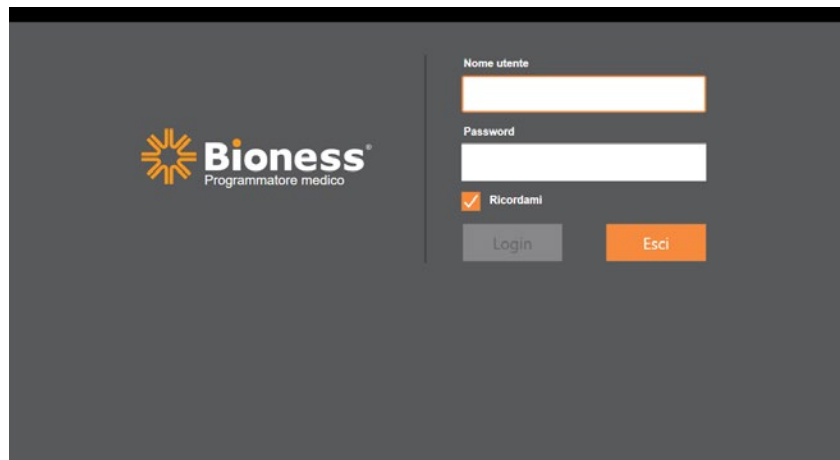 Bioness®
Programmatore medico
Nome utente
Password
Ricordami
Login
Esci